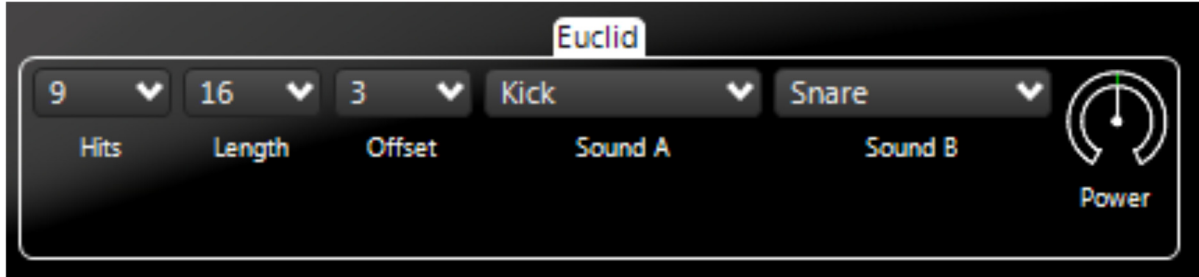 Euclid
9 16 3 Kick Snare
Hits Length Offset Sound A Sound B
Power